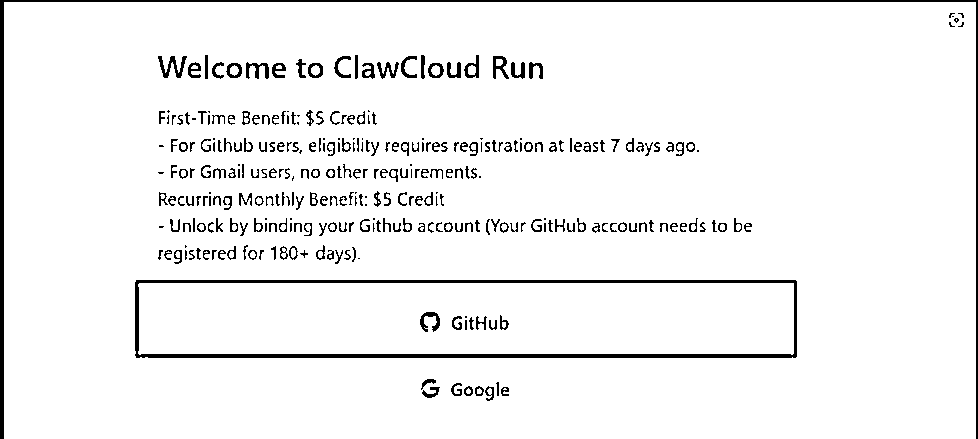 Welcome to ClawCloud Run
First-Time Benefit: $5 Credit
- For Github users, eligibility requires registration at least 7 days ago.
- For Gmail users, no other requirements.
Recurring Monthly Benefit: $5 Credit
- Unlock by binding your Github account (Your GitHub account needs to be
registered for 180+ days).
GitHub
Google